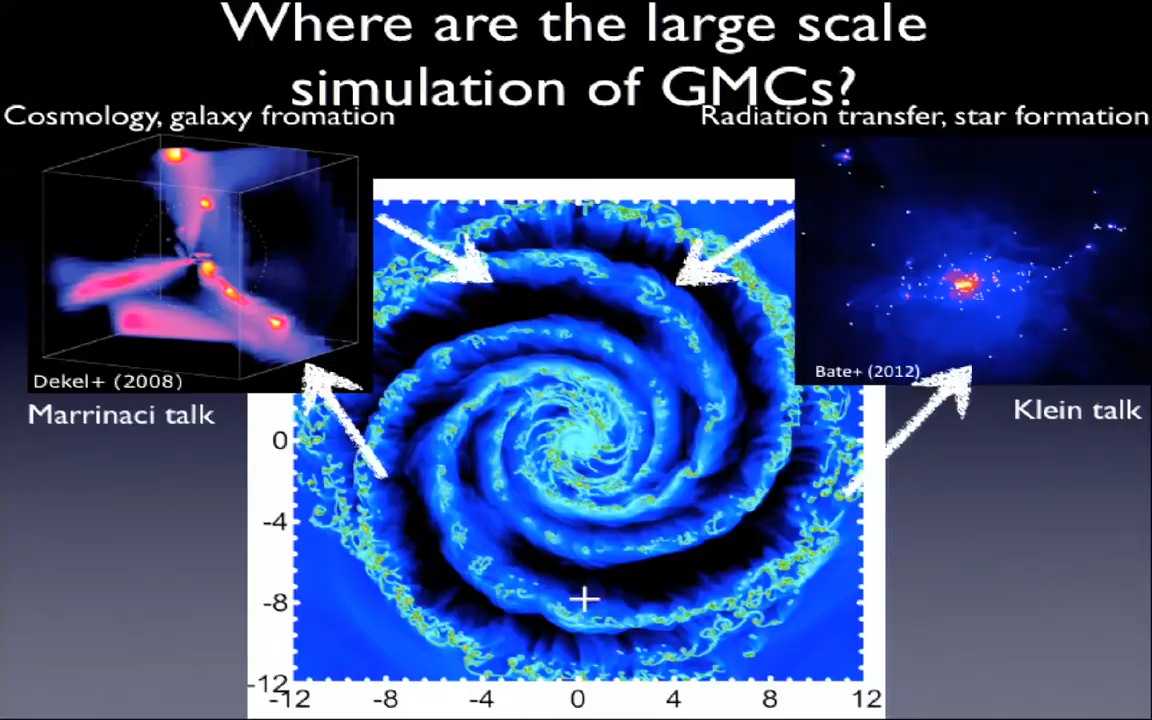 Where are the large scale
simulation of GMCs?
Cosmology, galaxy fromation
Radiation transfer, star formation
Dekel+ (2008)
Bate+ (2012)
Marrinaci talk
Klein talk
0
-4
-8
-12
-12 -8 -4 0 4 8 12